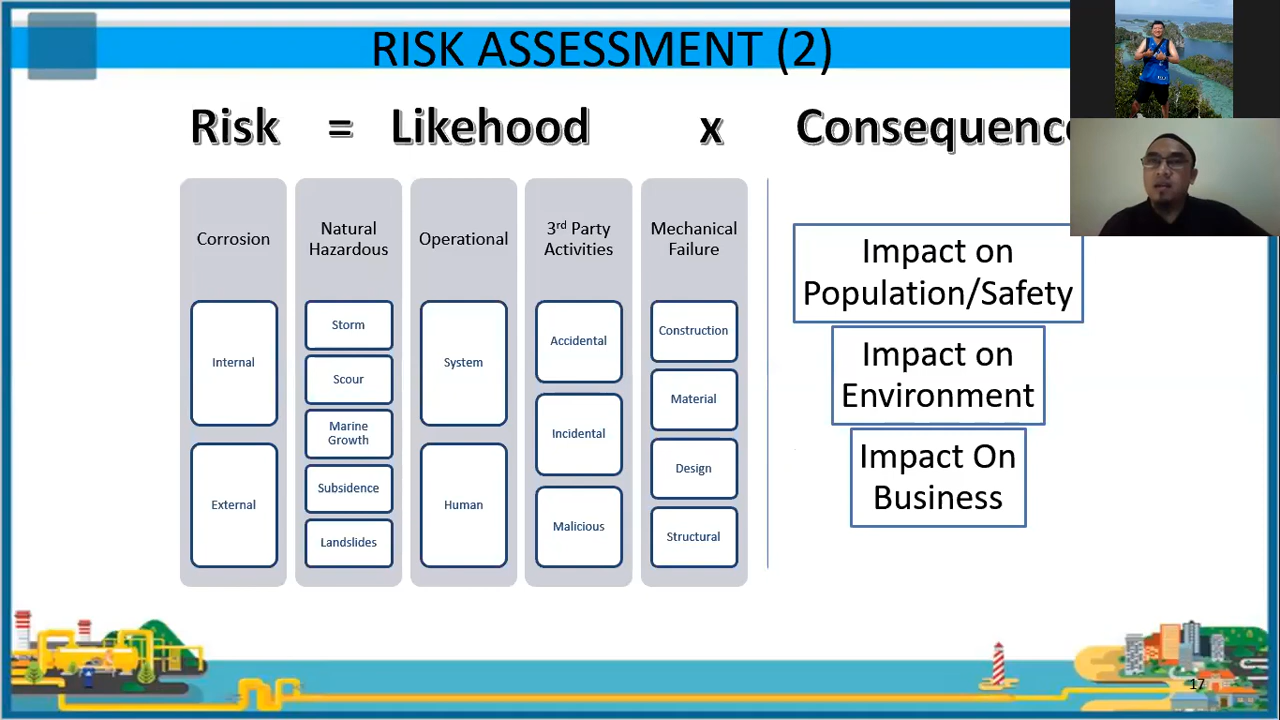 RISK ASSESSMENT (2)
Risk = Likehood x Consequence
Corrosion
Internal
External
Natural
Hazardous
Storm
Scour
Marine
Growth
Subsidence
Landslides
Operational
System
Human
3rd Party
Activities
Accidental
Incidental
Malicious
Mechanical
Failure
Construction
Material
Design
Structural
Impact on
Population/Safety
Impact on
Environment
Impact On
Business
17